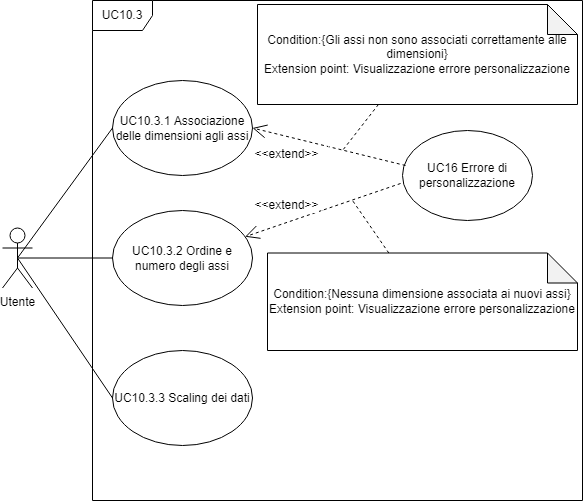 UC10.3
Condition:{Gli assi non sono associati correttamente alle
dimensioni}
Extension point: Visualizzazione errore personalizzazione
UC10.3.1 Associazione
delle dimensioni agli assi
<<extend>>
UC16 Errore di
personalizzazione
<<extend>>
UC10.3.2 Ordine e
numero degli assi
Utente
Condition:{Nessuna dimensione associata ai nuovi assi}
Extension point: Visualizzazione errore personalizzazione
UC10.3.3 Scaling dei dati